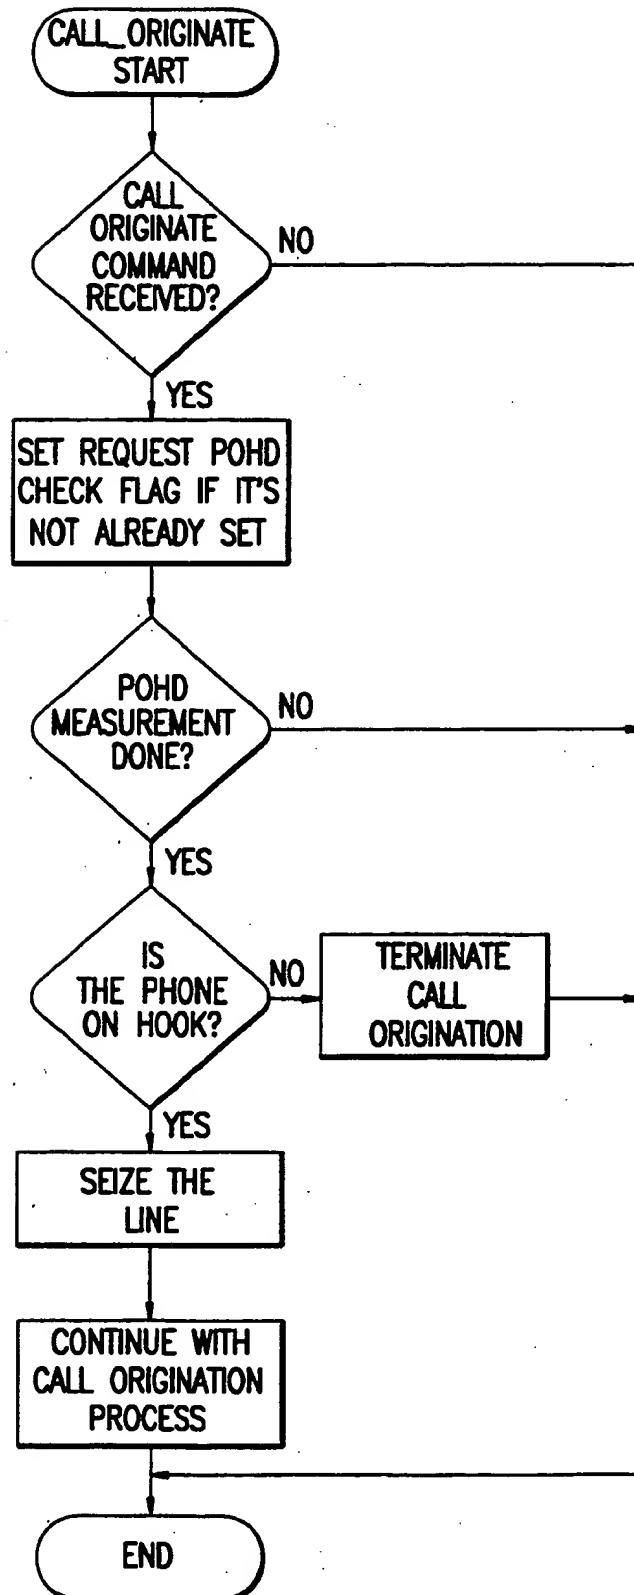 CALL_ORIGINATE
START
CALL
ORIGINATE
COMMAND
RECEIVED?
NO
YES
SET REQUEST POHD
CHECK FLAG IF IT'S
NOT ALREADY SET
POHD
MEASUREMENT
DONE?
NO
YES
IS
THE PHONE
ON HOOK?
NO
TERMINATE
CALL
ORIGINATION
YES
SEIZE THE
LINE
CONTINUE WITH
CALL ORIGINATION
PROCESS
END